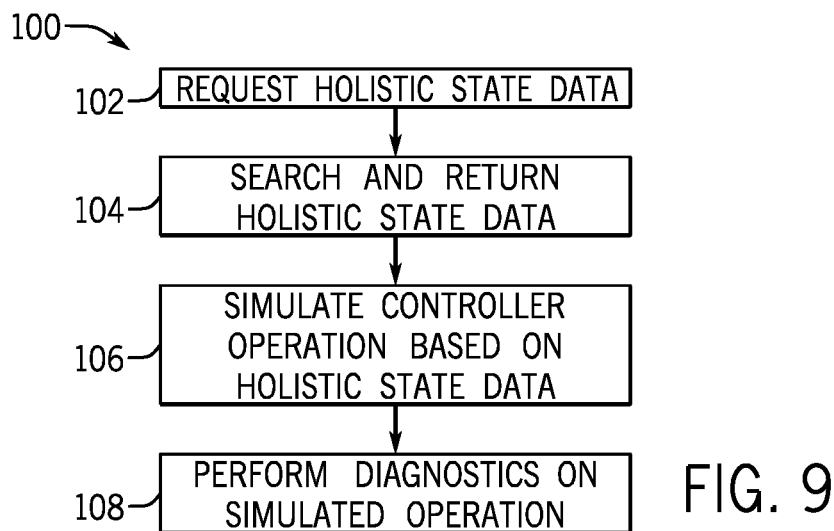 100
102
REQUEST HOLISTIC STATE DATA
104
SEARCH AND RETURN
HOLISTIC STATE DATA
106
SIMULATE CONTROLLER
OPERATION BASED ON
HOLISTIC STATE DATA
108
PERFORM DIAGNOSTICS ON
SIMULATED OPERATION
FIG. 9